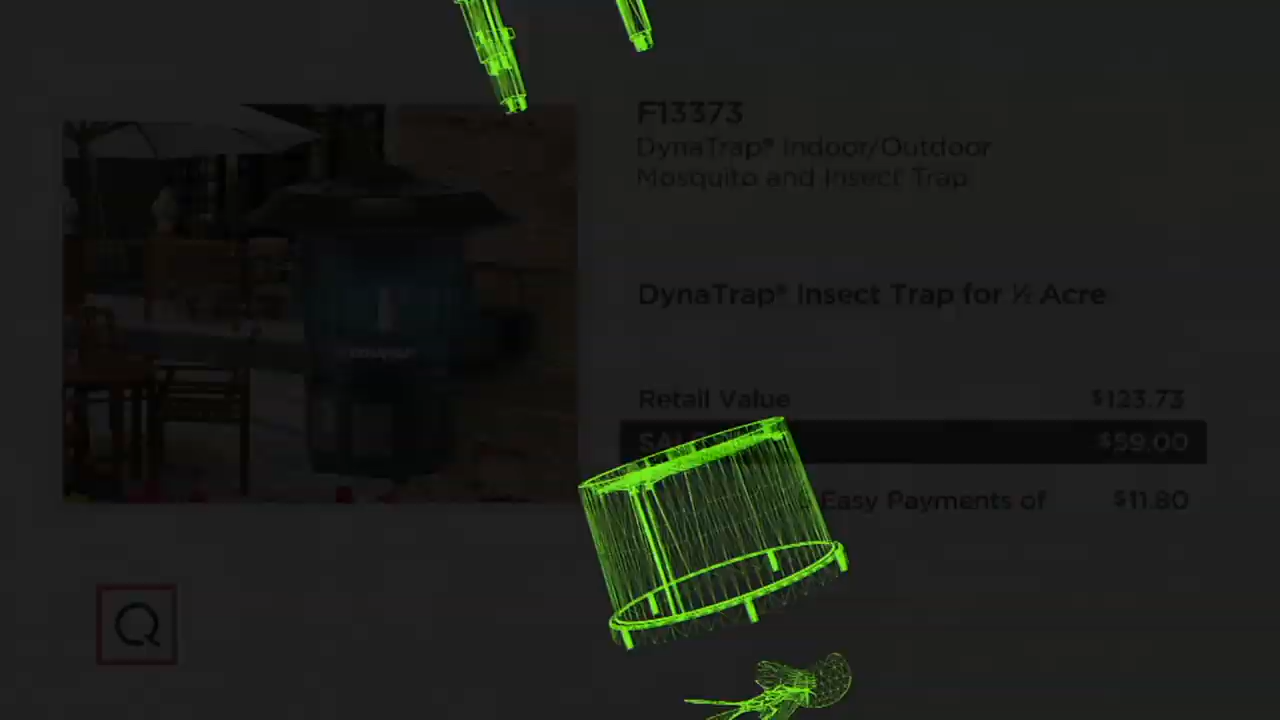 F13373
DynaTrap® Indoor/Outdoor
Mosquito and Insect Trap
DynaTrap® Insect Trap for ½ Acre
Retail Value $123.73
$59.00
Easy Payments of $11.80
Q